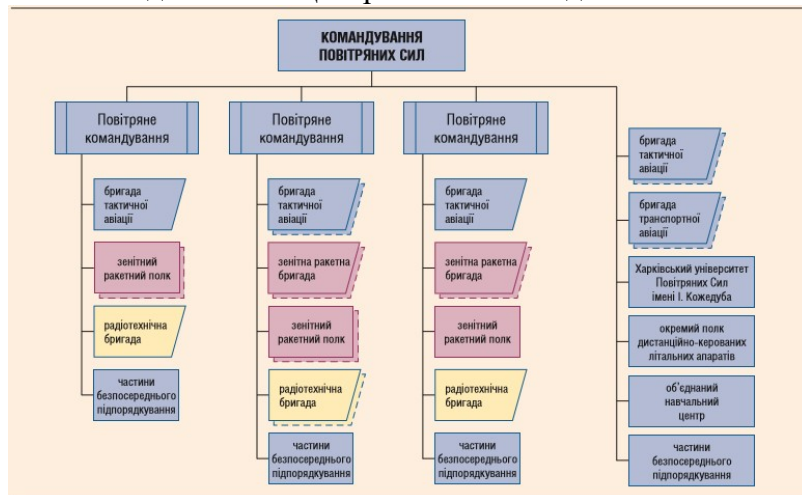 КОМАНДУВАННЯ
ПОВІТРЯНИХ СИЛ
Повітряне
командування
бригада
тактичної
авіації
зенітний
ракетний полк
радіотехнічна
бригада
частини
безпосереднього
підпорядкування
Повітряне
командування
бригада
тактичної
авіації
зенітна ракетна
бригада
зенітний
ракетний полк
радіотехнічна
бригада
частини
безпосереднього
підпорядкування
Повітряне
командування
бригада
тактичної
авіації
зенітна ракетна
бригада
зенітний
ракетний полк
радіотехнічна
бригада
частини
безпосереднього
підпорядкування
бригада
тактичної
авіації
бригада
транспортної
авіації
Харківський університет
Повітряних Сил
імені І. Кожедуба
окремий полк
дистанційно-керованих
літальних апаратів
об’єднаний
навчальний
центр
частини
безпосереднього
підпорядкування